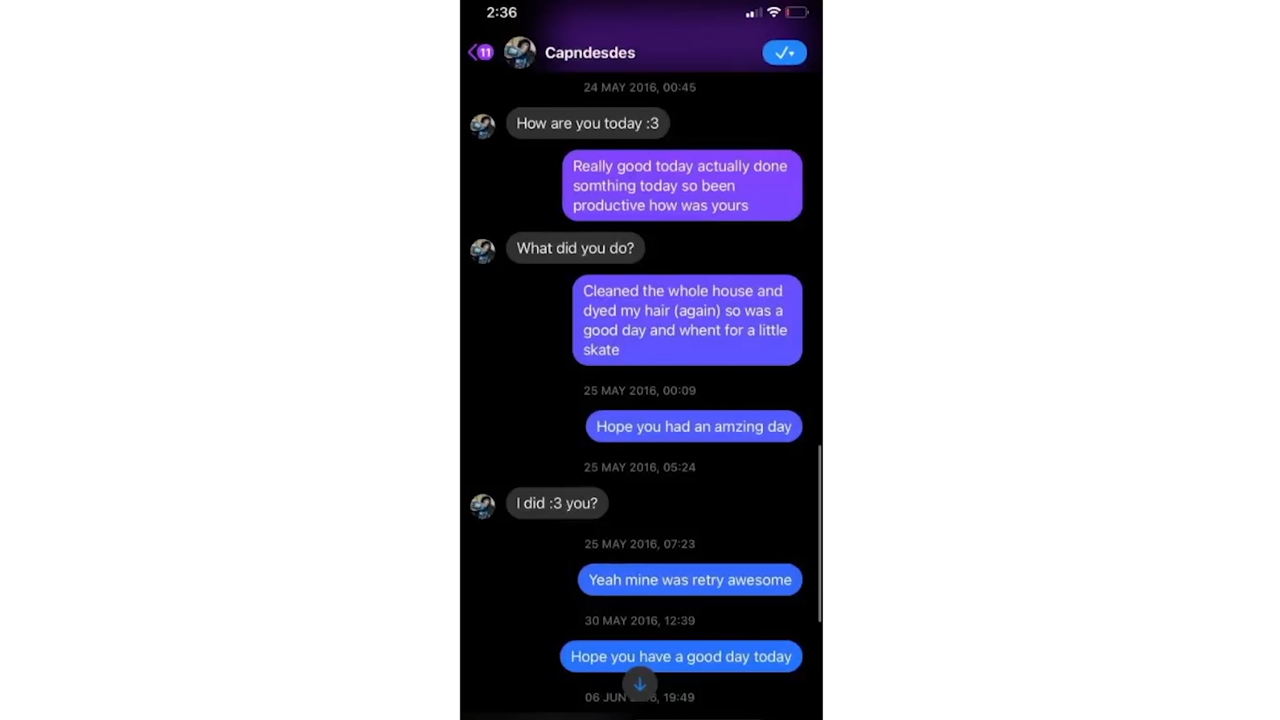 2:36
11
Capndesdes
24 MAY 2016, 00:45
How are you today :3
Really good today actually done
somthing today so been
productive how was yours
What did you do?
Cleaned the whole house and
dyed my hair (again) so was a
good day and whent for a little
skate
25 MAY 2016, 00:09
Hope you had an amzing day
25 MAY 2016, 05:24
I did :3 you?
25 MAY 2016, 07:23
Yeah mine was retry awesome
30 MAY 2016, 12:39
Hope you have a good day today
06 JUN 19:49